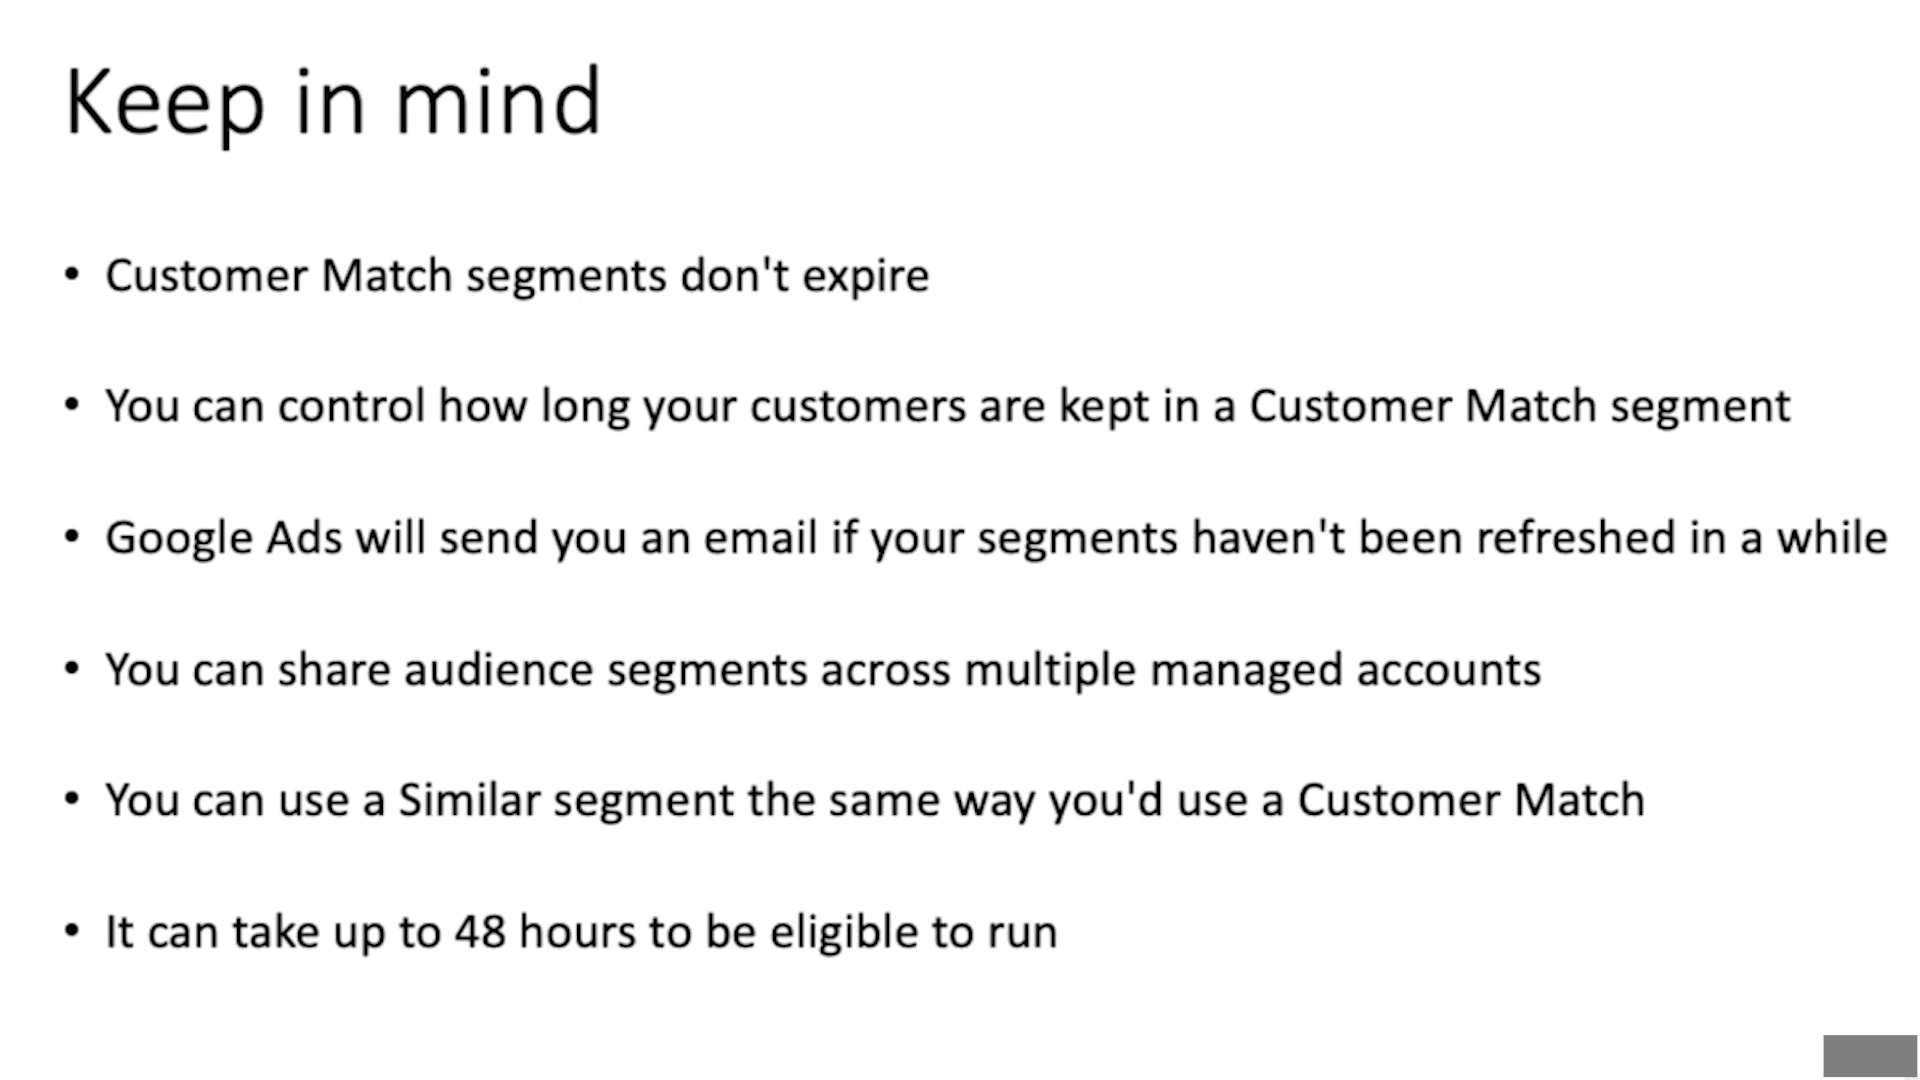 Keep in mind
• Customer Match segments don't expire
• You can control how long your customers are kept in a Customer Match segment
• Google Ads will send you an email if your segments haven't been refreshed in a while
• You can share audience segments across multiple managed accounts
• You can use a Similar segment the same way you'd use a Customer Match
• It can take up to 48 hours to be eligible to run